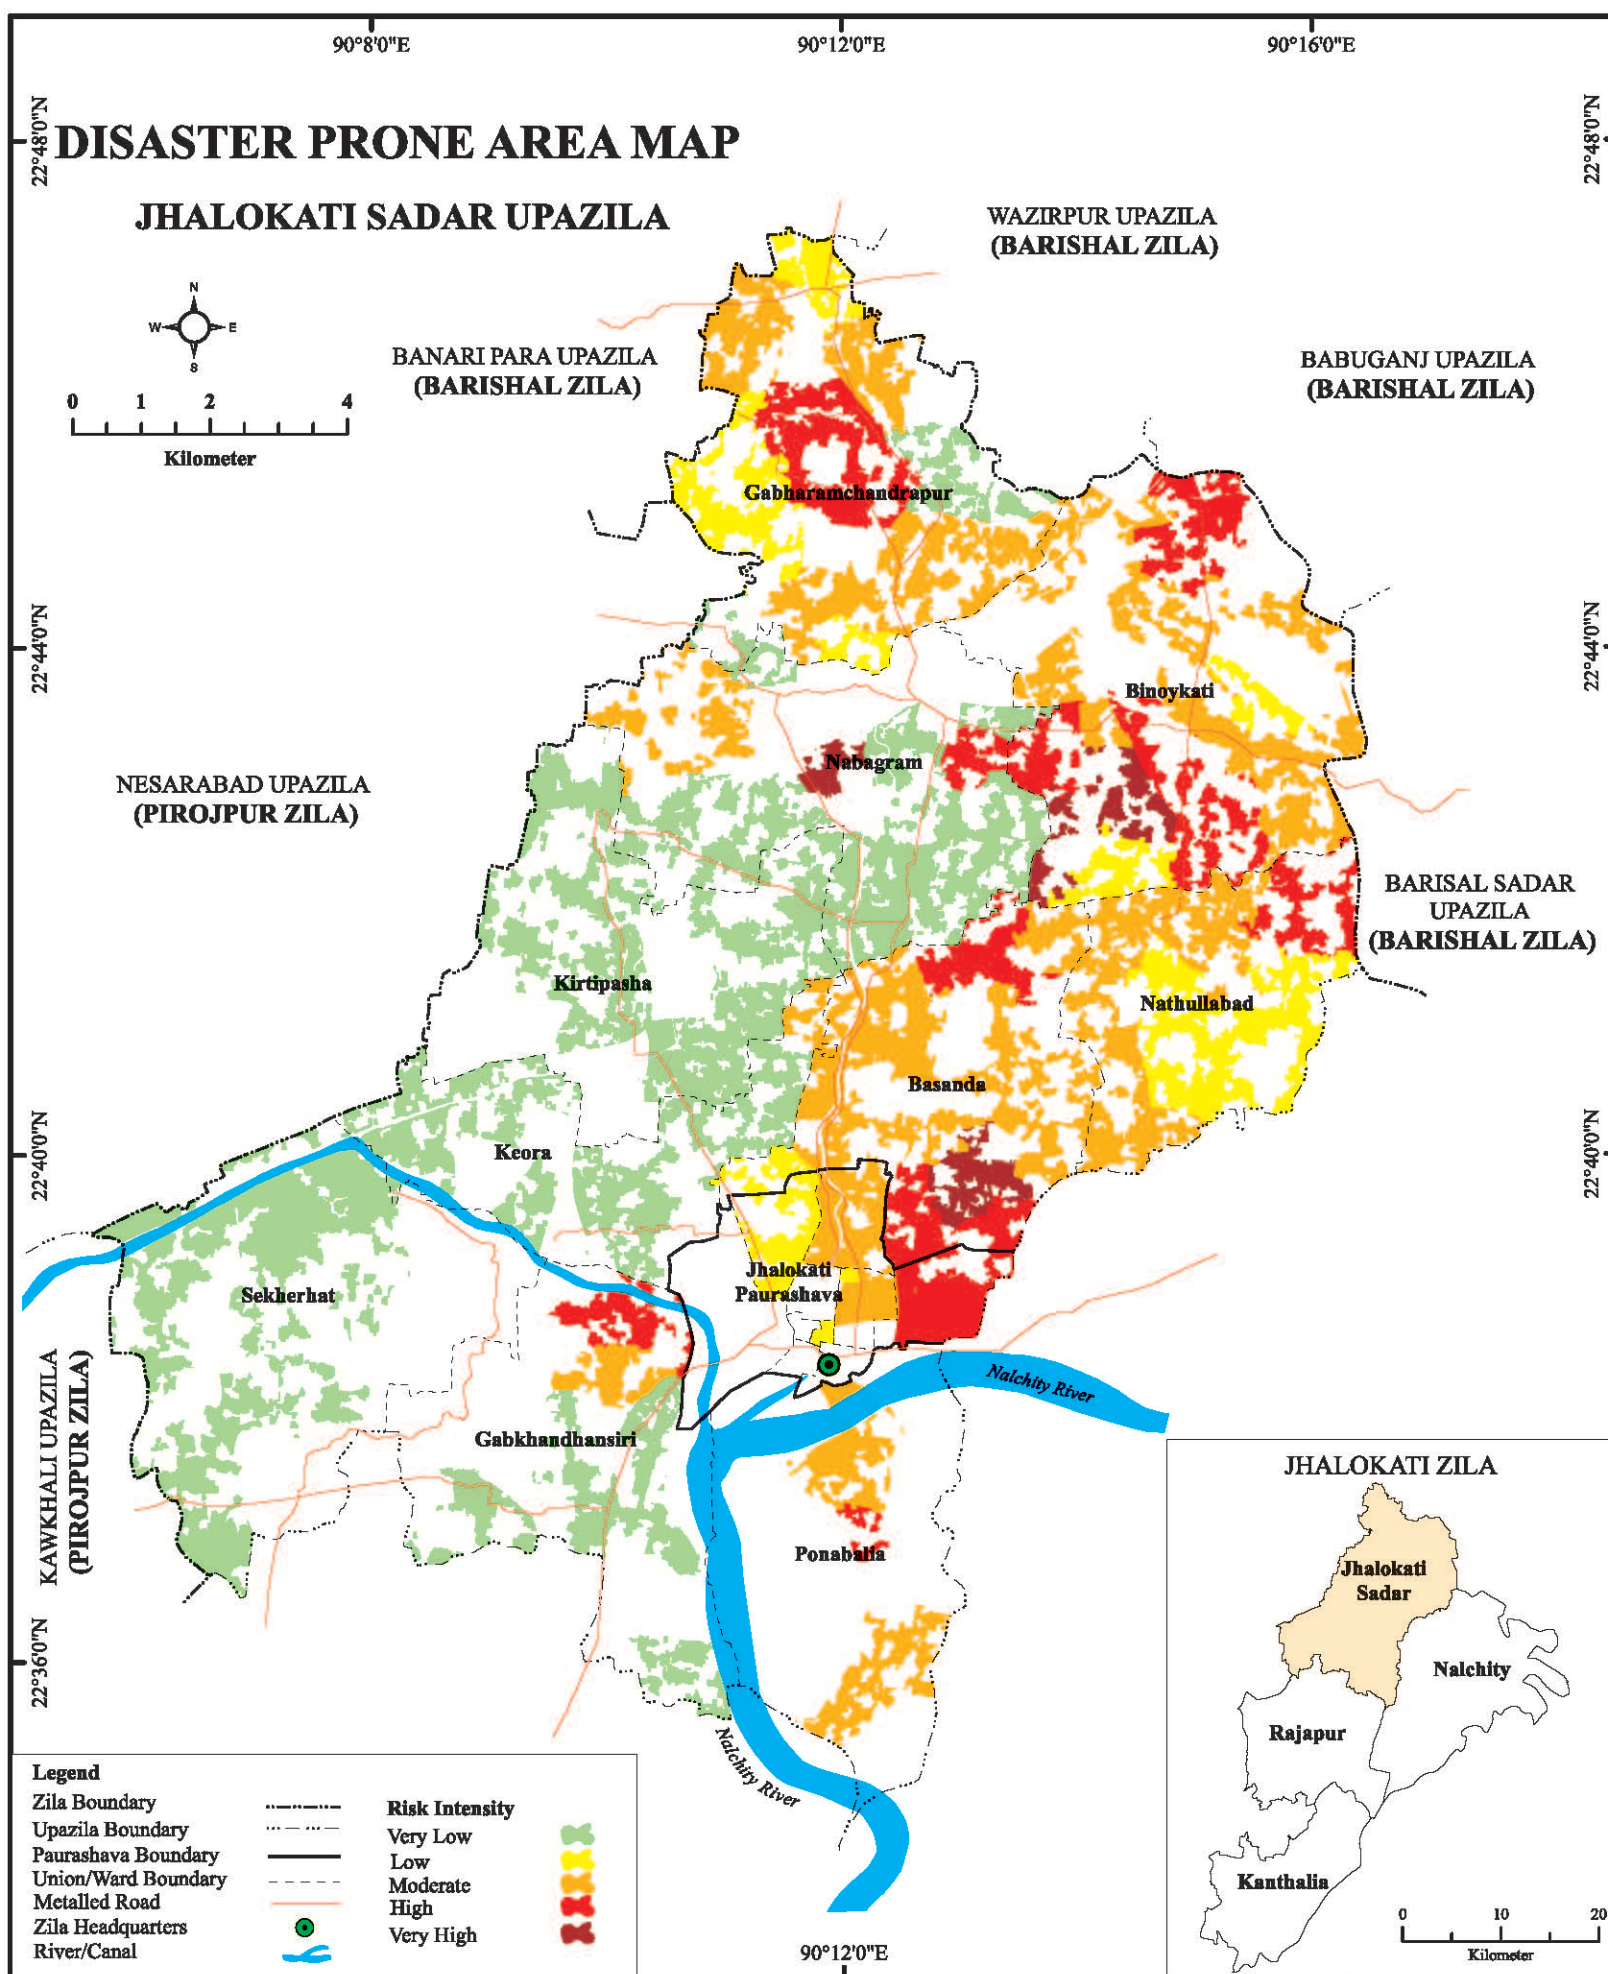 90°8'0"E
90°12'0"E
90°16'0"E
22°48'0"N
22°48'0"N
DISASTER PRONE AREA MAP
JHALOKATI SADAR UPAZILA
WAZIRPUR UPAZILA
(BARISHAL ZILA)
N
W
E
S
BANARI PARA UPAZILA
(BARISHAL ZILA)
BABUGANJ UPAZILA
(BARISHAL ZILA)
0
1
2
4
Kilometer
Gabharamchandrapur
22°44'0"N
22°44'0"N
Binoykati
Nabagram
NESARABAD UPAZILA
(PIROJPUR ZILA)
BARISAL SADAR
UPAZILA
(BARISHAL ZILA)
Kirtipasha
Nathullabad
Basanda
22°40'0"N
22°40'0"N
Keora
Sekherhat
Jhalokati
Paurashava
KAWKHALI UPAZILA
(PIROJPUR ZILA)
Nalchity River
Gabkhandhansiri
Ponabalia
22°36'0"N
Nalchity River
JHALOKATI ZILA
Jhalokati
Sadar
Nalchity
Rajapur
Kanthalia
0
10
20
Kilometer
Legend
Zila Boundary
Upazila Boundary
Paurashava Boundary
Union/Ward Boundary
Metalled Road
Zila Headquarters
River/Canal
Risk Intensity
Very Low
Low
Moderate
High
Very High
90°12'0"E